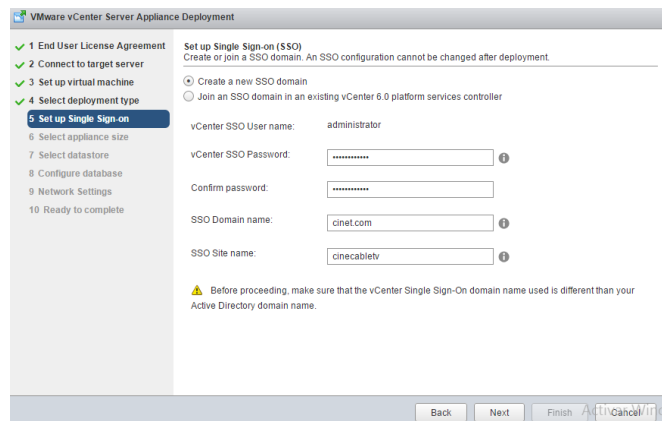 VMware vCenter Server Appliance Deployment
1 End User License Agreement
2 Connect to target server
3 Set up virtual machine
4 Select deployment type
5 Set up Single Sign-on
6 Select appliance size
7 Select datastore
8 Configure database
9 Network Settings
10 Ready to complete
Set up Single Sign-on (SSO)
Create or join a SSO domain. An SSO configuration cannot be changed after deployment.
Create a new SSO domain
Join an SSO domain in an existing vCenter 6.0 platform services controller
vCenter SSO User name: administrator
vCenter SSO Password: ************
Confirm password: ************
SSO Domain name: cinet.com
SSO Site name: cinecabletv
Before proceeding, make sure that the vCenter Single Sign-On domain name used is different than your
Active Directory domain name.
Back Next Finish Cancel
Activer Win